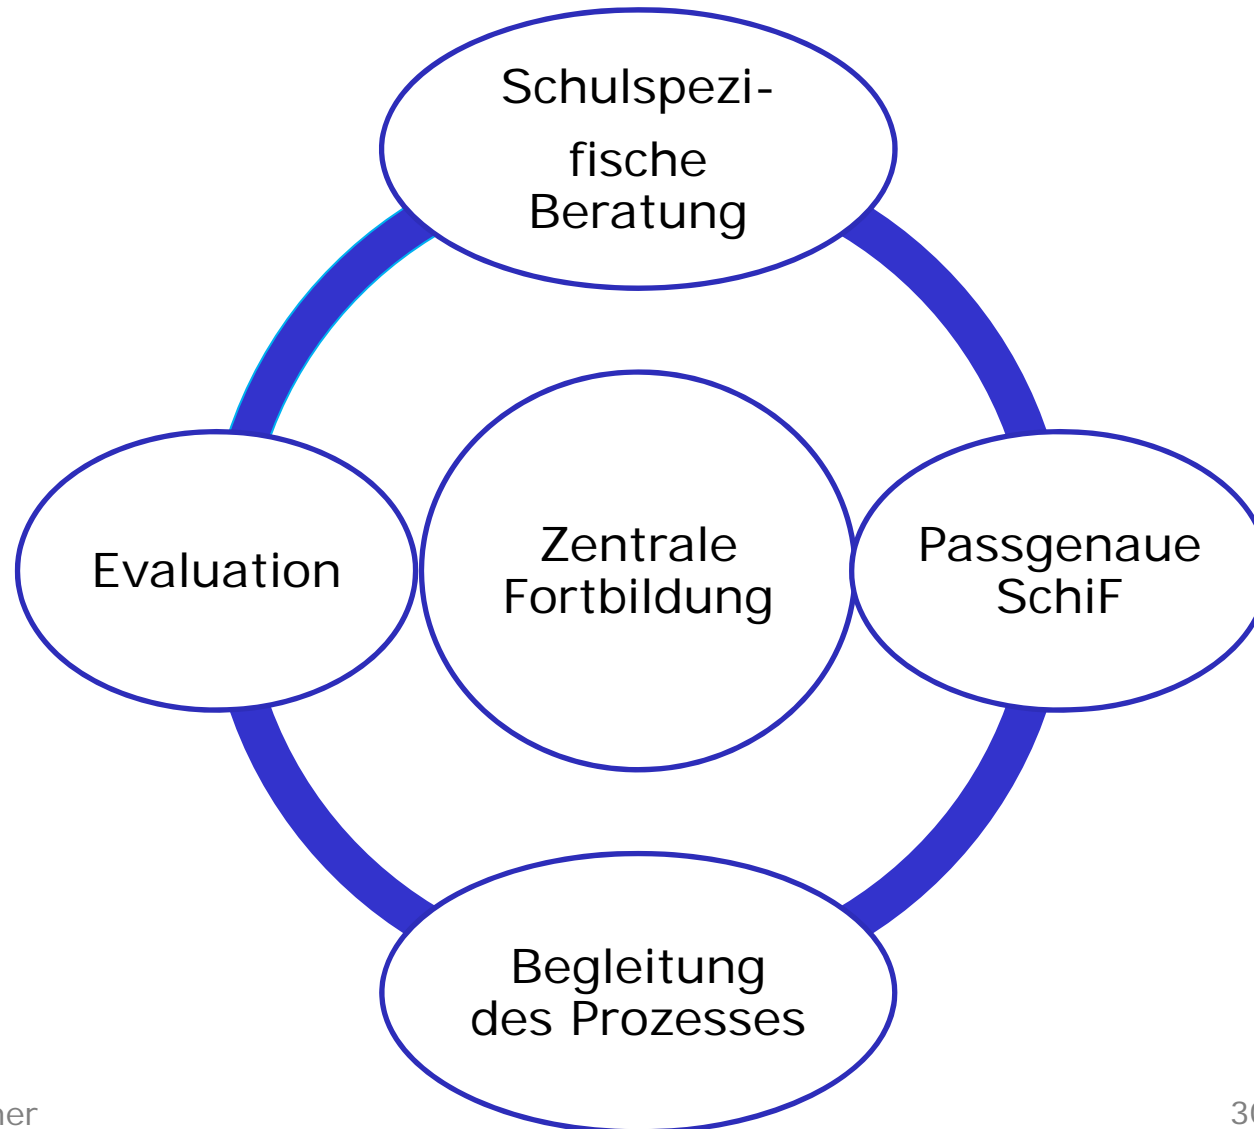 Schulspezi-
fische
Beratung
Evaluation
Zentrale
Fortbildung
Passgenaue
SchiF
Begleitung
des Prozesses